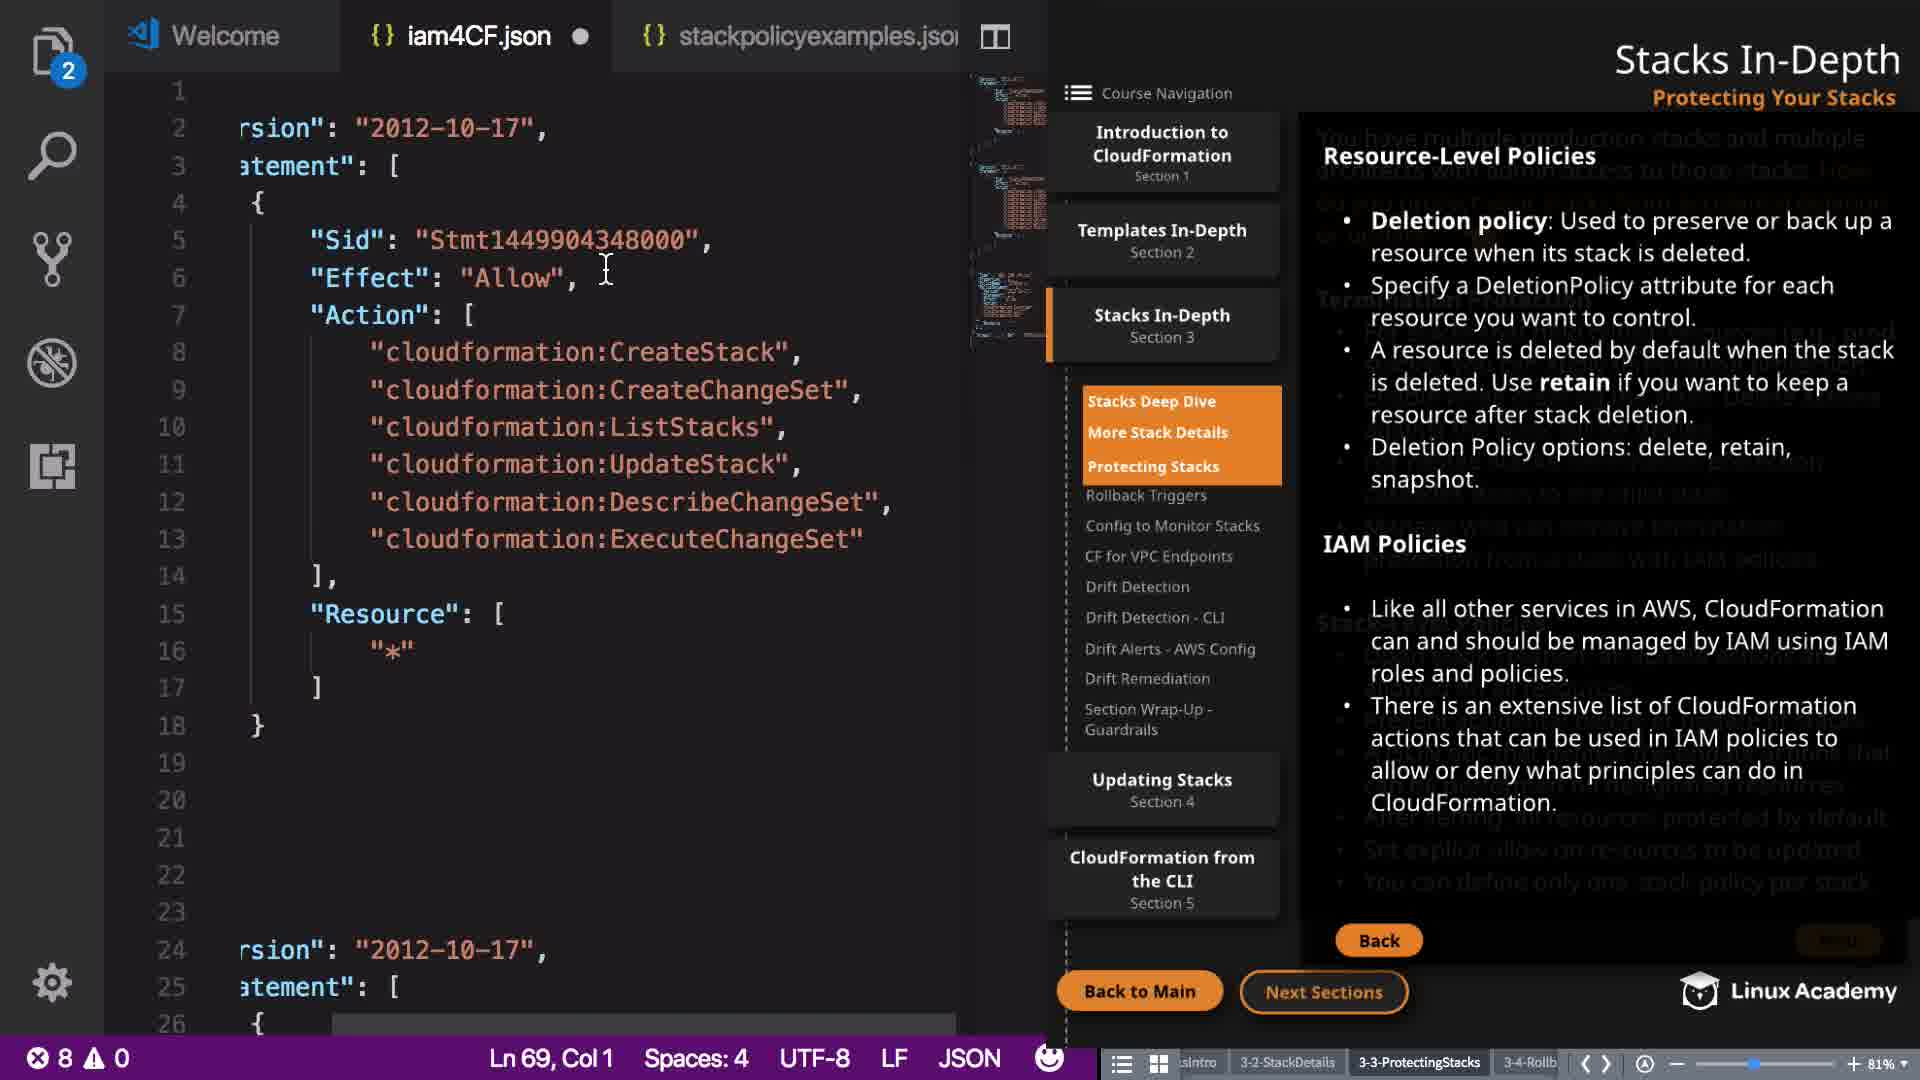 Welcome
{} iam4CF.json
{} stackpolicyexamples.json
2
1
2 rsion": "2012-10-17",
3 atement": [
4 {
5 "Sid": "Stmt1449904348000",
6 "Effect": "Allow",
7 "Action": [
8 "cloudformation:CreateStack",
9 "cloudformation:CreateChangeSet",
10 "cloudformation:ListStacks",
11 "cloudformation:UpdateStack",
12 "cloudformation:DescribeChangeSet",
13 "cloudformation:ExecuteChangeSet"
14 ],
15 "Resource": [
16 "*"
17 ]
18 }
19
20
21
22
23
24 rsion": "2012-10-17",
25 atement": [
26 {
8 0
Ln 69, Col 1 Spaces: 4 UTF-8 LF JSON
Stacks In-Depth
Protecting Your Stacks
Course Navigation
Introduction to
CloudFormation
Section 1
Templates In-Depth
Section 2
Stacks In-Depth
Section 3
Stacks Deep Dive
More Stack Details
Protecting Stacks
Rollback Triggers
Config to Monitor Stacks
CF for VPC Endpoints
Drift Detection
Drift Detection - CLI
Drift Alerts - AWS Config
Drift Remediation
Section Wrap-Up -
Guardrails
Updating Stacks
Section 4
CloudFormation from
the CLI
Section 5
Resource-Level Policies
• Deletion policy: Used to preserve or back up a
resource when its stack is deleted.
• Specify a DeletionPolicy attribute for each
resource you want to control.
• A resource is deleted by default when the stack
is deleted. Use retain if you want to keep a
resource after stack deletion.
• Deletion Policy options: delete, retain,
snapshot.
IAM Policies
• Like all other services in AWS, CloudFormation
can and should be managed by IAM using IAM
roles and policies.
• There is an extensive list of CloudFormation
actions that can be used in IAM policies to
allow or deny what principles can do in
CloudFormation.
Back
Back to Main
Next Sections
Linux Academy
sIntro 3-2-StackDetails 3-3-ProtectingStacks 3-4-Rollb
81%